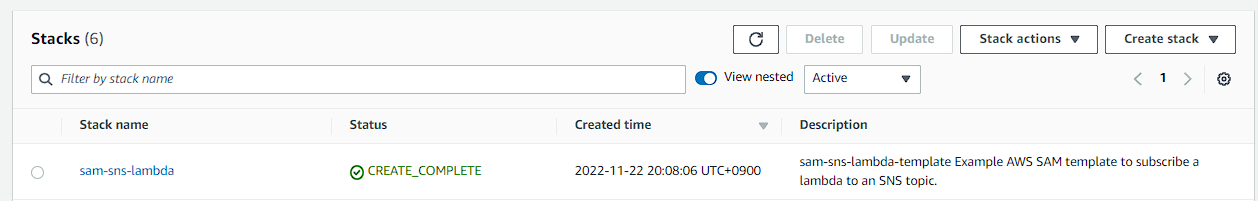 Stacks (6)
Delete
Update
Stack actions
Create stack
Filter by stack name
View nested
Active
1
Stack name
Status
Created time
Description
sam-sns-lambda
CREATE_COMPLETE
2022-11-22 20:08:06 UTC+0900
sam-sns-lambda-template Example AWS SAM template to subscribe a
lambda to an SNS topic.